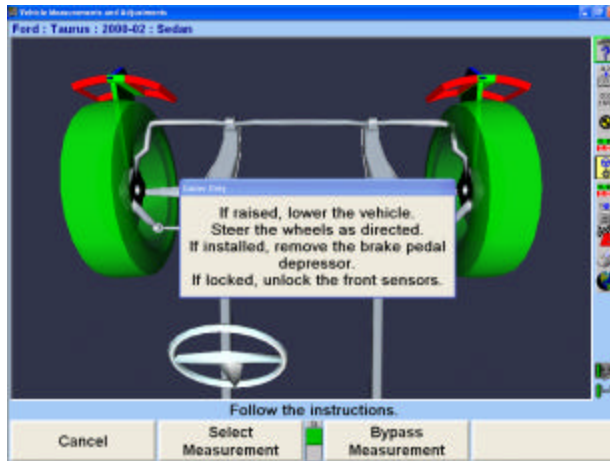 Vehicle Measurements and Adjustments
Ford : Taurus : 2000-02 : Sedan
If raised, lower the vehicle.
Steer the wheels as directed.
If installed, remove the brake pedal
depressor.
If locked, unlock the front sensors.
Follow the instructions.
Cancel
Select
Measurement
Bypass
Measurement